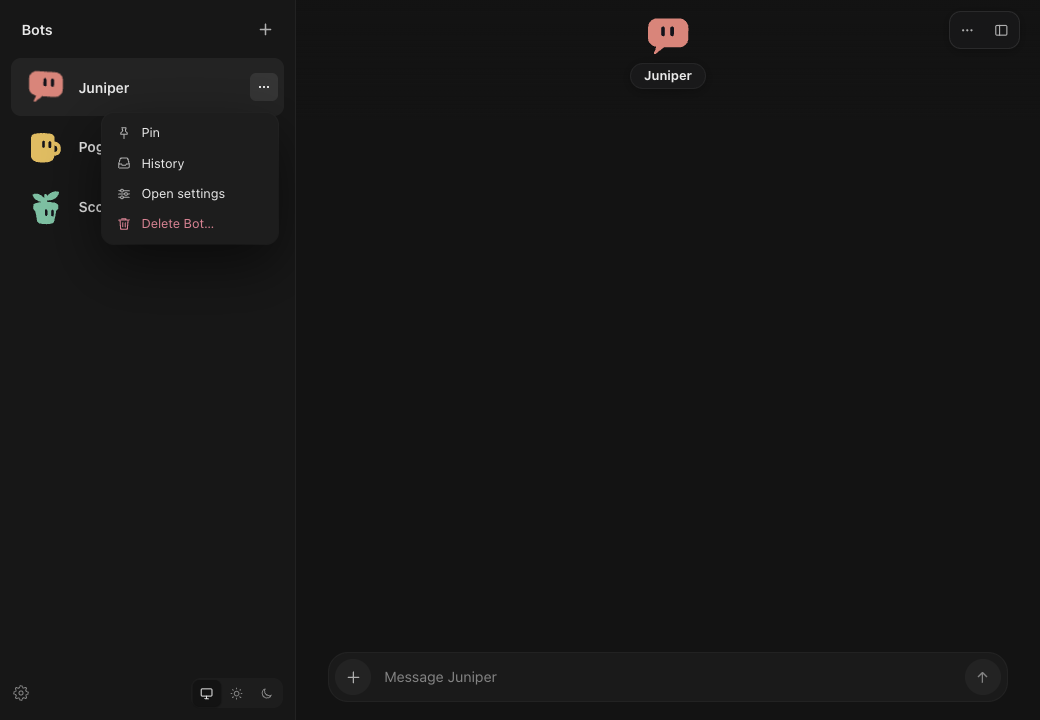 Bots
Juniper
Pin
History
Open settings
Delete Bot...
Juniper
Message Juniper